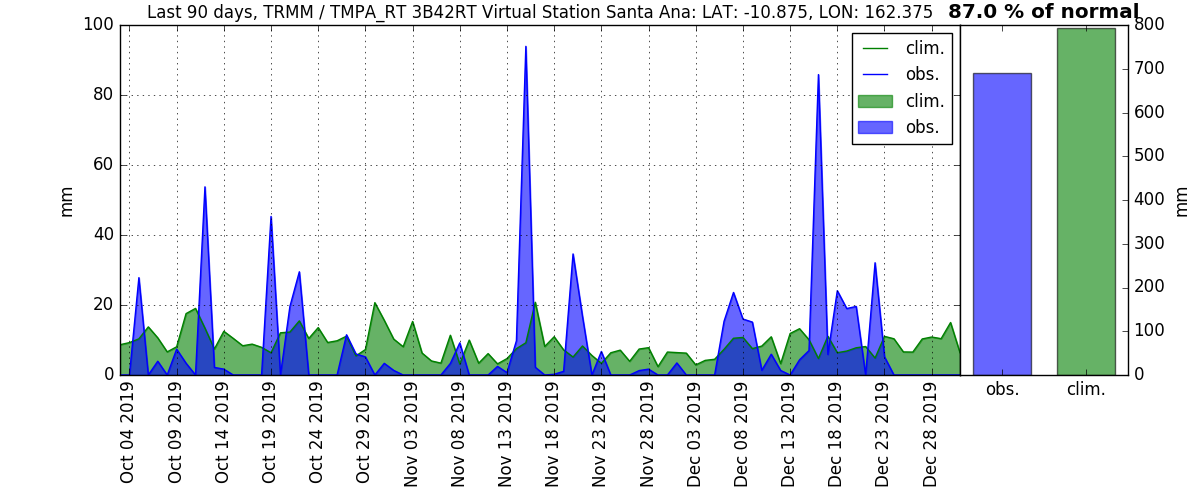 Last 90 days, TRMM / TMPA_RT 3B42RT Virtual Station Santa Ana: LAT: -10.875, LON: 162.375
87.0 % of normal
100
80
60
40
20
0
mm
clim.
obs.
clim.
obs.
800
700
600
500
400
300
200
100
0
mm
obs.
clim.
Oct 04 2019
Oct 09 2019
Oct 14 2019
Oct 19 2019
Oct 24 2019
Oct 29 2019
Nov 03 2019
Nov 08 2019
Nov 13 2019
Nov 18 2019
Nov 23 2019
Nov 28 2019
Dec 03 2019
Dec 08 2019
Dec 13 2019
Dec 18 2019
Dec 23 2019
Dec 28 2019